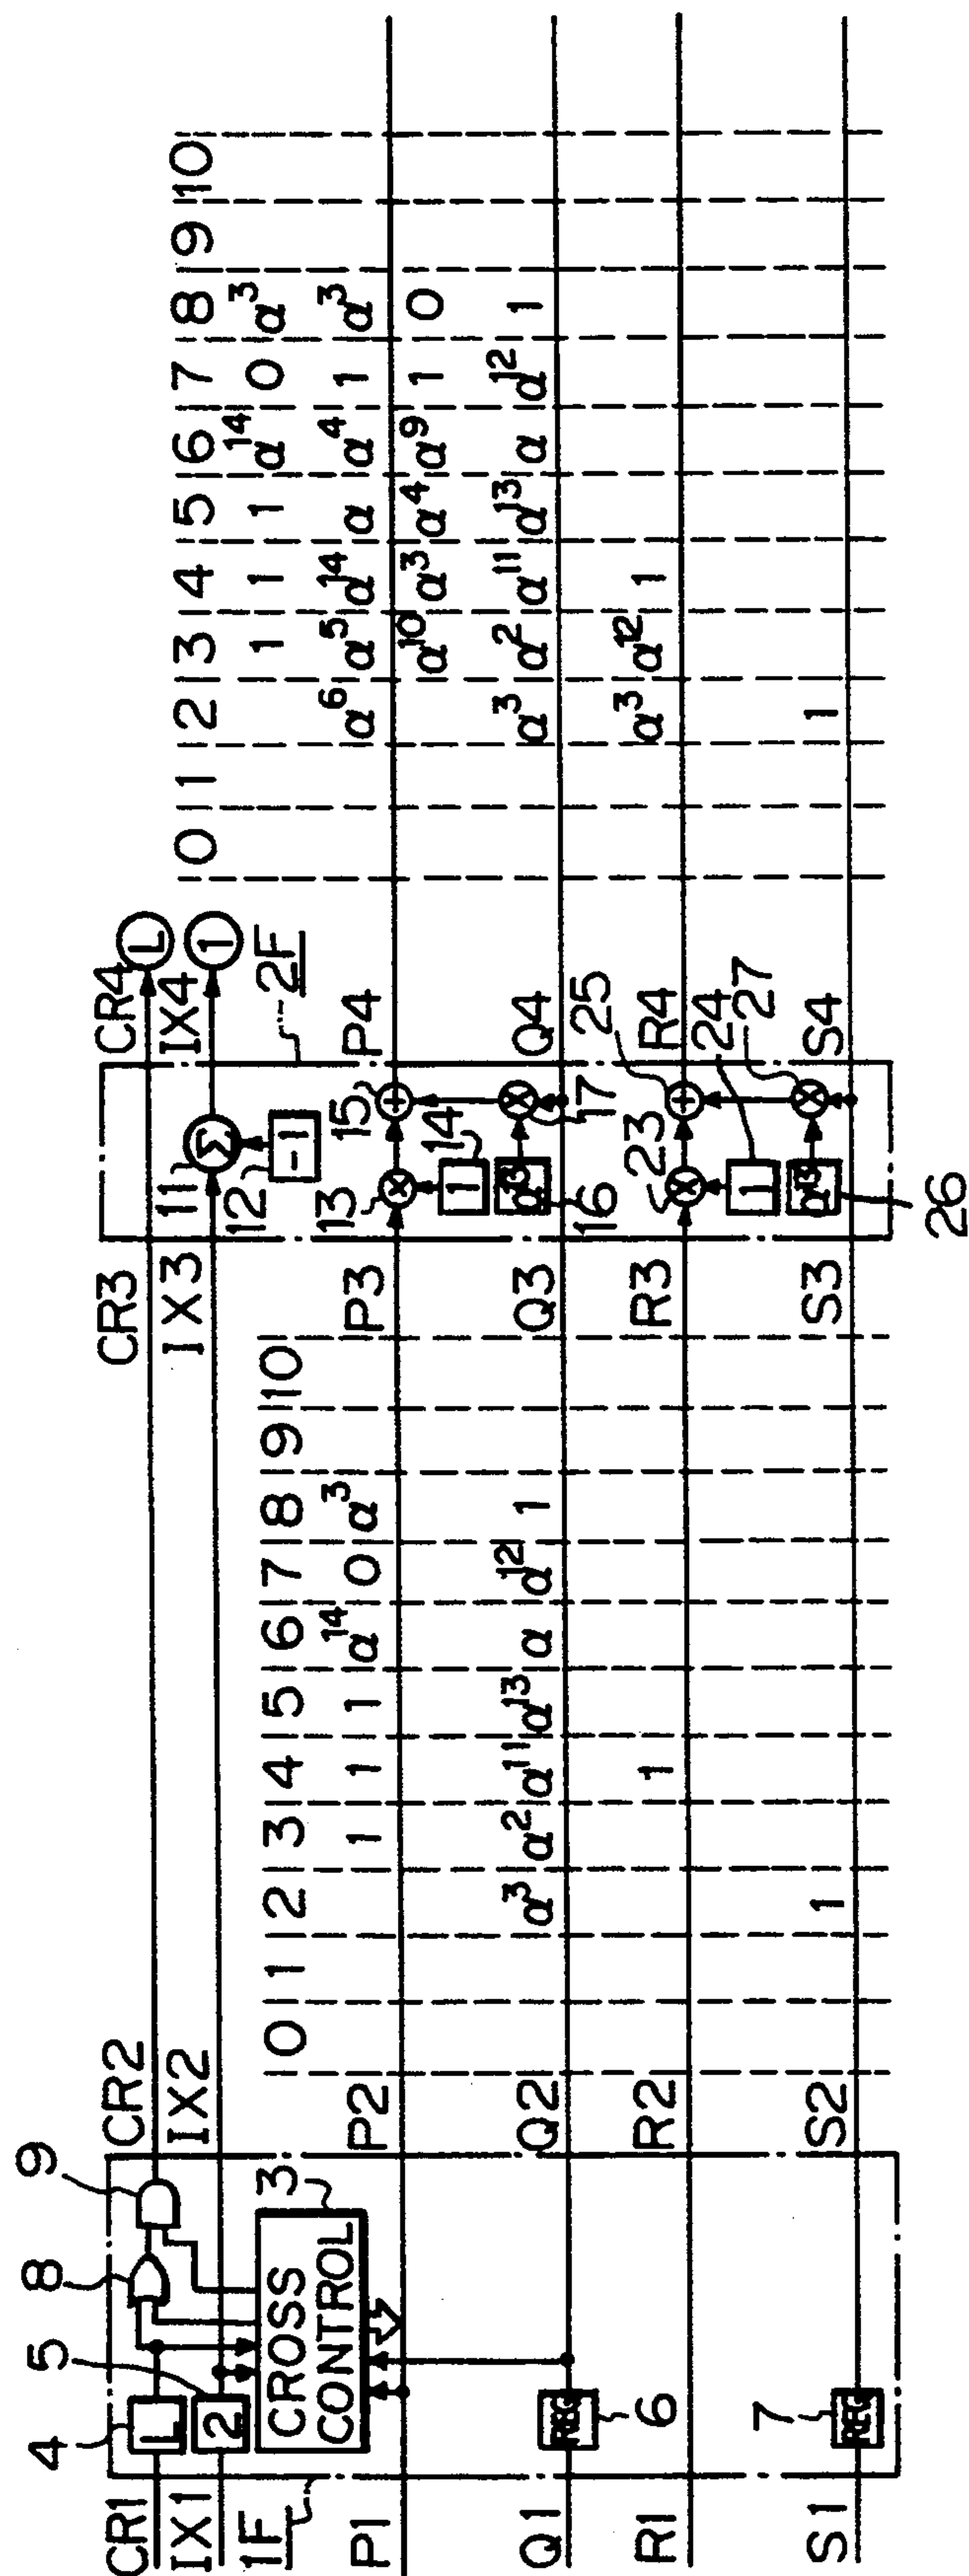 4 5 8 9
CR1 L CR2
IX1 2 IX2
1F
CROSS
CONTROL
3
P1 P2
Q1 REG 6 Q2
R1 R2
S1 7 REG S2
0 1 2 3 4 5 6 7 8 9 10
1 1 1 α¹⁴ 0 α³
α³ α² α¹¹ α¹³ α α¹² 1
1
1
CR3 CR4 L
IX3 11 Σ IX4 1
12 -1
2F
P3 13 × 14 1 15 + P4
Q3 16 α³ × 17 Q4
R3 23 × 24 1 25 + R4
S3 26 α³ × 27 S4
0 1 2 3 4 5 6 7 8 9 10
1 1 1 α¹⁴ 0 α³
α⁶ α⁵ α¹⁴ α α⁴ 1 α³
α¹⁰ α³ α⁴ α⁹ 1 0
α³ α² α¹¹ α¹³ α α¹² 1
α³ α¹² 1
1